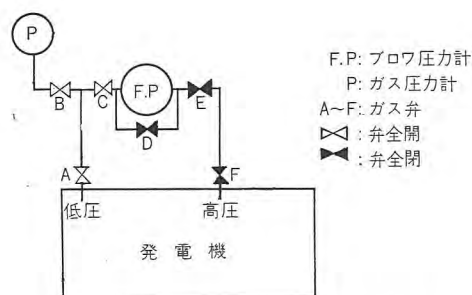 P
F.P: ブロワ圧力計
P: ガス圧力計
A~F: ガス弁
: 弁全開
: 弁全閉
B
C
F.P
E
D
A
F
低圧
高圧
発電機